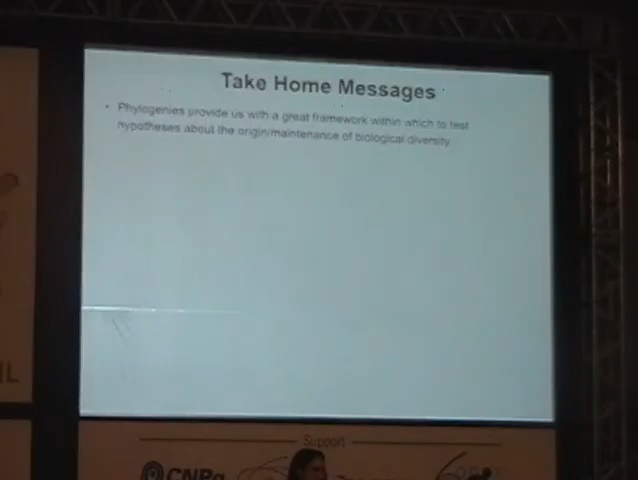 Take Home Messages
• Phylogenies provide us with a great framework within which to test
hypotheses about the origin/maintenance of biological diversity.
IL
Support
CNPq